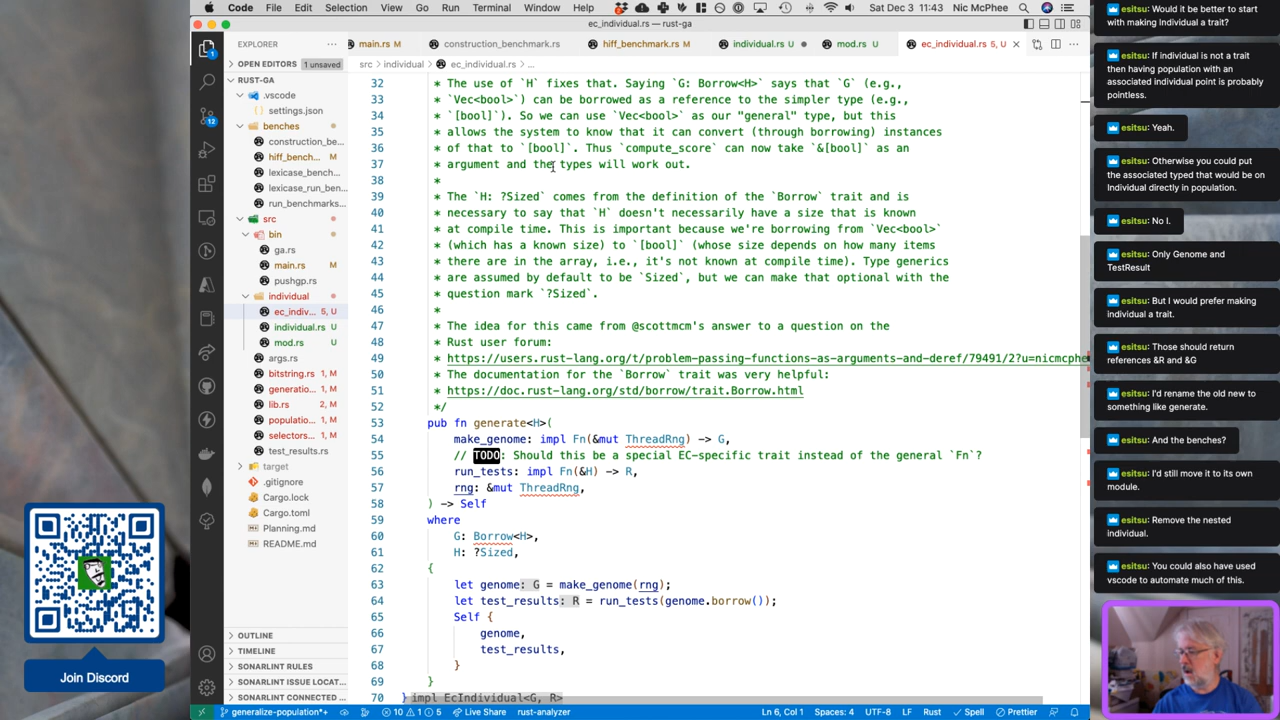 Code File Edit Selection View Go Run Terminal Window Help Sat Dec 3 11:43 Nic McPhee
ec_individual.rs — rust-ga
EXPLORER
OPEN EDITORS 1 unsaved
RUST-GA
.vscode
settings.json
benches
construction_be...
hiff_bench... M
lexicase_bench...
lexicase_run_ben...
run_benchmarks...
src
bin
ga.rs
main.rs M
pushgp.rs
individual
ec_indiv... 5, U
individual.rs U
mod.rs U
args.rs
bitstring.rs 1, M
generatio... 1, M
lib.rs 2, M
populatio... 1, M
selectors... 1, M
test_results.rs
target
.gitignore
Cargo.lock
Cargo.toml
Planning.md
README.md
OUTLINE
TIMELINE
SONARLINT RULES
SONARLINT ISSUE LOCAT...
SONARLINT CONNECTED ...
main.rs M construction_benchmark.rs hiff_benchmark.rs M individual.rs U mod.rs U ec_individual.rs 5, U
src > individual > ec_individual.rs > ...
32 * The use of `H` fixes that. Saying `G: Borrow<H>` says that `G` (e.g.,
33 * `Vec<bool>`) can be borrowed as a reference to the simpler type (e.g.,
34 * `[bool]`). So we can use `Vec<bool>` as our "general" type, but this
35 * allows the system to know that it can convert (through borrowing) instances
36 * of that to `[bool]`. Thus `compute_score` can now take `&[bool]` as an
37 * argument and the types will work out.
38 *
39 * The `H: ?Sized` comes from the definition of the `Borrow` trait and is
40 * necessary to say that `H` doesn't necessarily have a size that is known
41 * at compile time. This is important because we're borrowing from `Vec<bool>`
42 * (which has a known size) to `[bool]` (whose size depends on how many items
43 * there are in the array, i.e., it's not known at compile time). Type generics
44 * are assumed by default to be `Sized`, but we can make that optional with the
45 * question mark `?Sized`.
46 *
47 * The idea for this came from @scottmcm's answer to a question on the
48 * Rust user forum:
49 * https://users.rust-lang.org/t/problem-passing-functions-as-arguments-and-deref/79491/2?u=nicmcphe
50 * The documentation for the `Borrow` trait was very helpful:
51 * https://doc.rust-lang.org/std/borrow/trait.Borrow.html
52 */
53 pub fn generate<H>(
54 make_genome: impl Fn(&mut ThreadRng) -> G,
55 // TODO: Should this be a special EC-specific trait instead of the general `Fn`?
56 run_tests: impl Fn(&H) -> R,
57 rng: &mut ThreadRng,
58 ) -> Self
59 where
60 G: Borrow<H>,
61 H: ?Sized,
62 {
63 let genome: G = make_genome(rng);
64 let test_results: R = run_tests(genome.borrow());
65 Self {
66 genome,
67 test_results,
68 }
69 }
70 } impl EcIndividual<G, R>
generalize-population*+ 10 1 5 Live Share rust-analyzer Ln 6, Col 1 Spaces: 4 UTF-8 LF Rust Spell Prettier
Join Discord
esitsu: Would it be better to start
with making Individual a trait?
esitsu: If individual is not a trait
then having population with an
associated individual point is probably
pointless.
esitsu: Yeah.
esitsu: Otherwise you could put
the associated typed that would be on
Individual directly in population.
esitsu: No I.
esitsu: Only Genome and
TestResult
esitsu: But I would prefer making
individual a trait.
esitsu: Those should return
references &R and &G
esitsu: I'd rename the old new to
something like generate.
esitsu: And the benches?
esitsu: I'd still move it to its own
module.
esitsu: Remove the nested
individual.
esitsu: You could also have used
vscode to automate much of this.